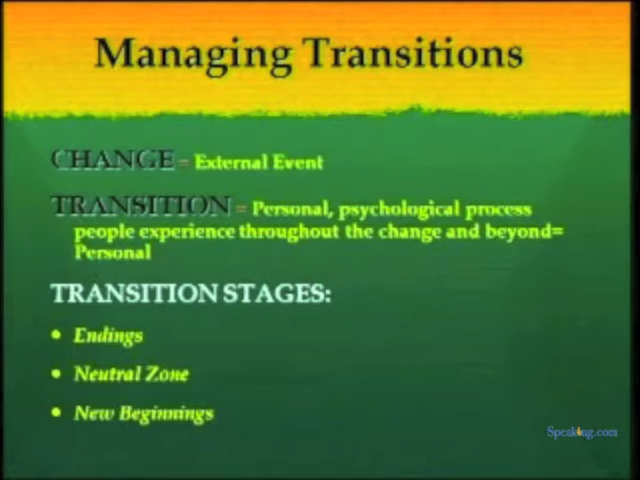 Managing Transitions
CHANGE = External Event
TRANSITION = Personal, psychological process
people experience throughout the change and beyond=
Personal
TRANSITION STAGES:
• Endings
• Neutral Zone
• New Beginnings
Speaking.com